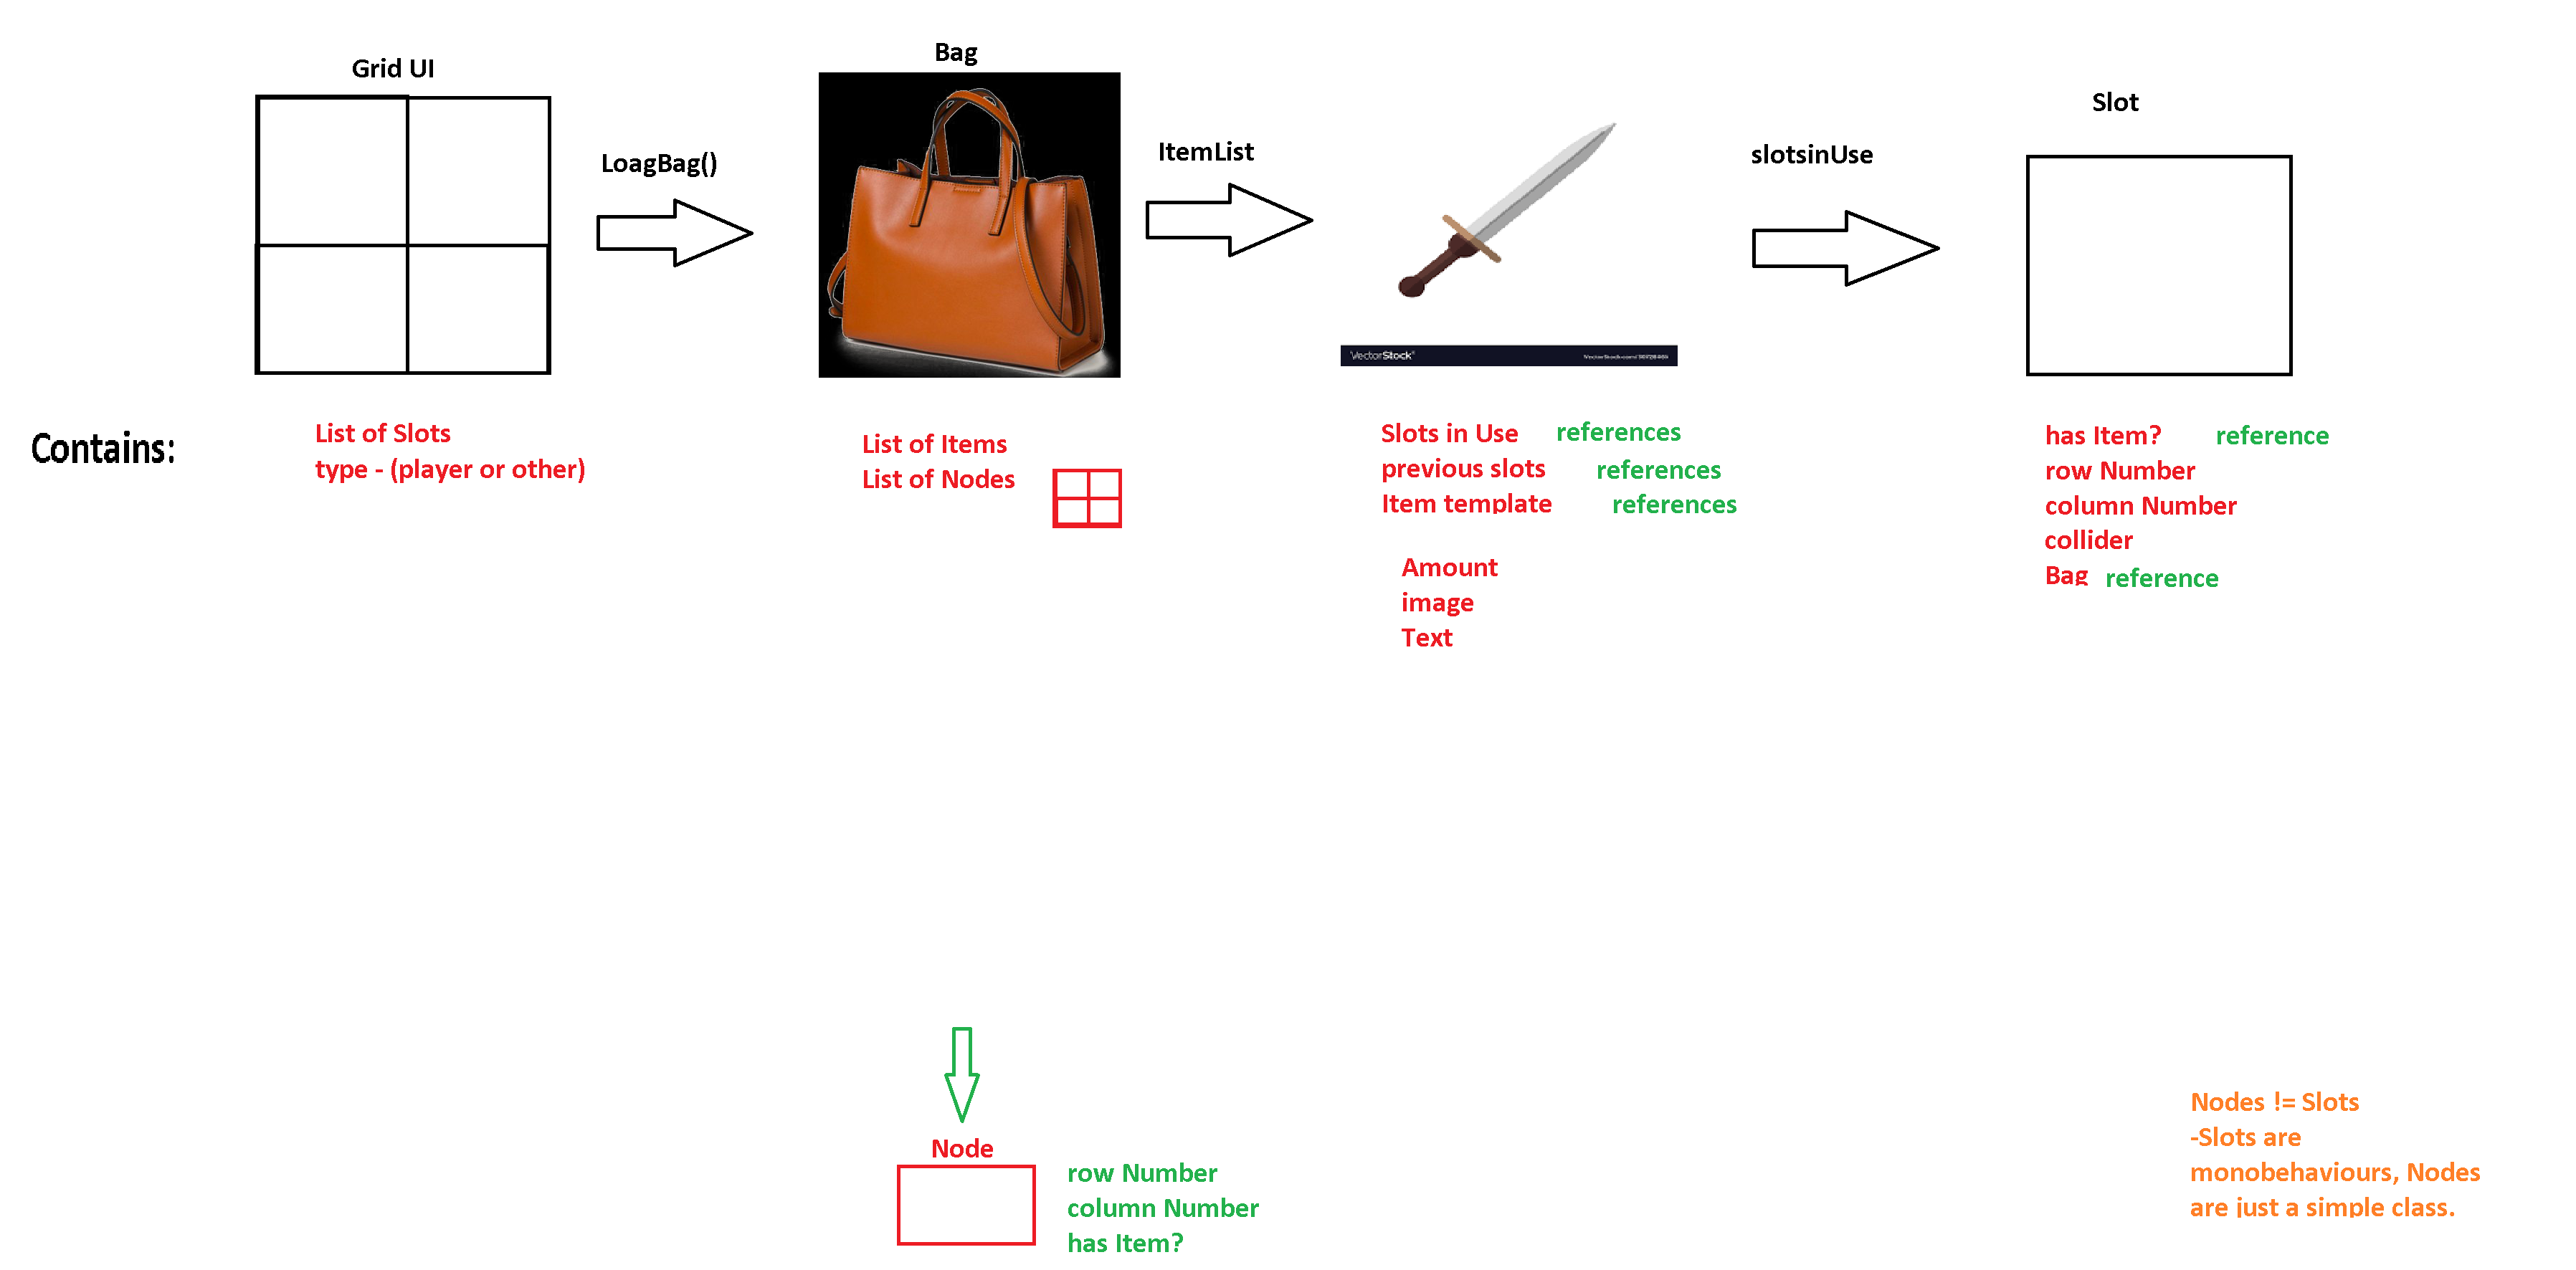 Grid UI
Bag
Slot
LoagBag()
ItemList
slotsinUse
VectorStock
Contains:
List of Slots
type - (player or other)
List of Items
List of Nodes
Slots in Use references
previous slots references
Item template references
Amount
image
Text
has Item? reference
row Number
column Number
collider
Bag reference
Node
row Number
column Number
has Item?
Nodes != Slots
-Slots are
monobehaviours, Nodes
are just a simple class.